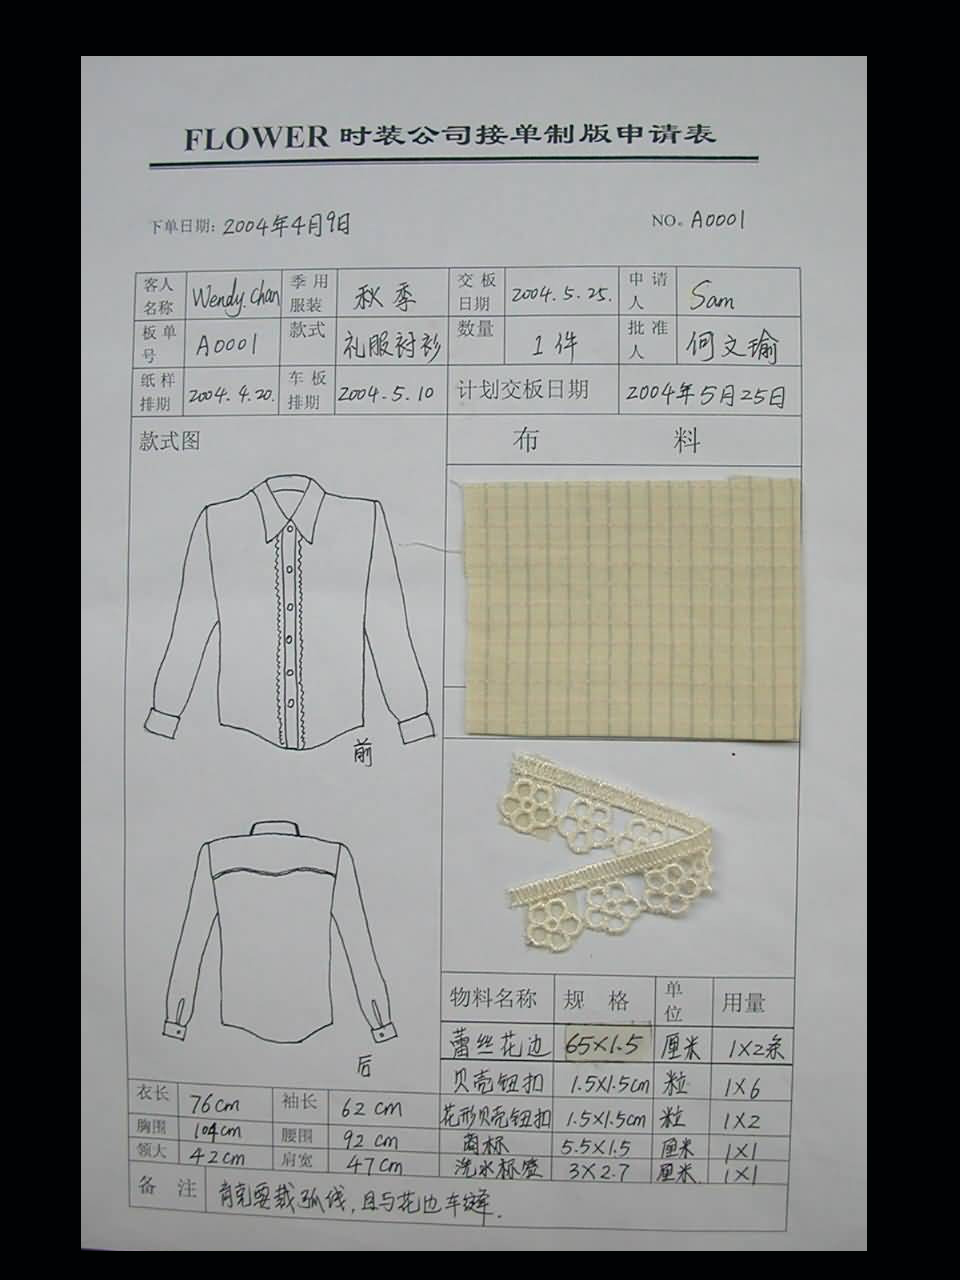 FLOWER 时装公司接单制版申请表
下单日期: 2004年4月9日 NO。A0001
客人名称 Wendy.Chan 季用服装 秋季 交板日期 2004.5.25. 申请人 Sam
板单号 A0001 款式 礼服衬衫 数量 1件 批准人 何文瑜
纸样排期 2004.4.20. 车板排期 2004.5.10 计划交板日期 2004年5月25日
款式图 布 料
前
后
物料名称 规格 单位 用量
蕾丝花边 65×1.5 厘米 1×2条
贝壳钮扣 1.5×1.5cm 粒 1×6
花形贝壳钮扣 1.5×1.5cm 粒 1×2
商标 5.5×1.5 厘米 1×1
洗水标签 3×2.7 厘米. 1×1
衣长 76cm 袖长 62cm
胸围 104cm 腰围 92cm
领大 42cm 肩宽 47cm
备注 要裁弧线,且与花边车缝.